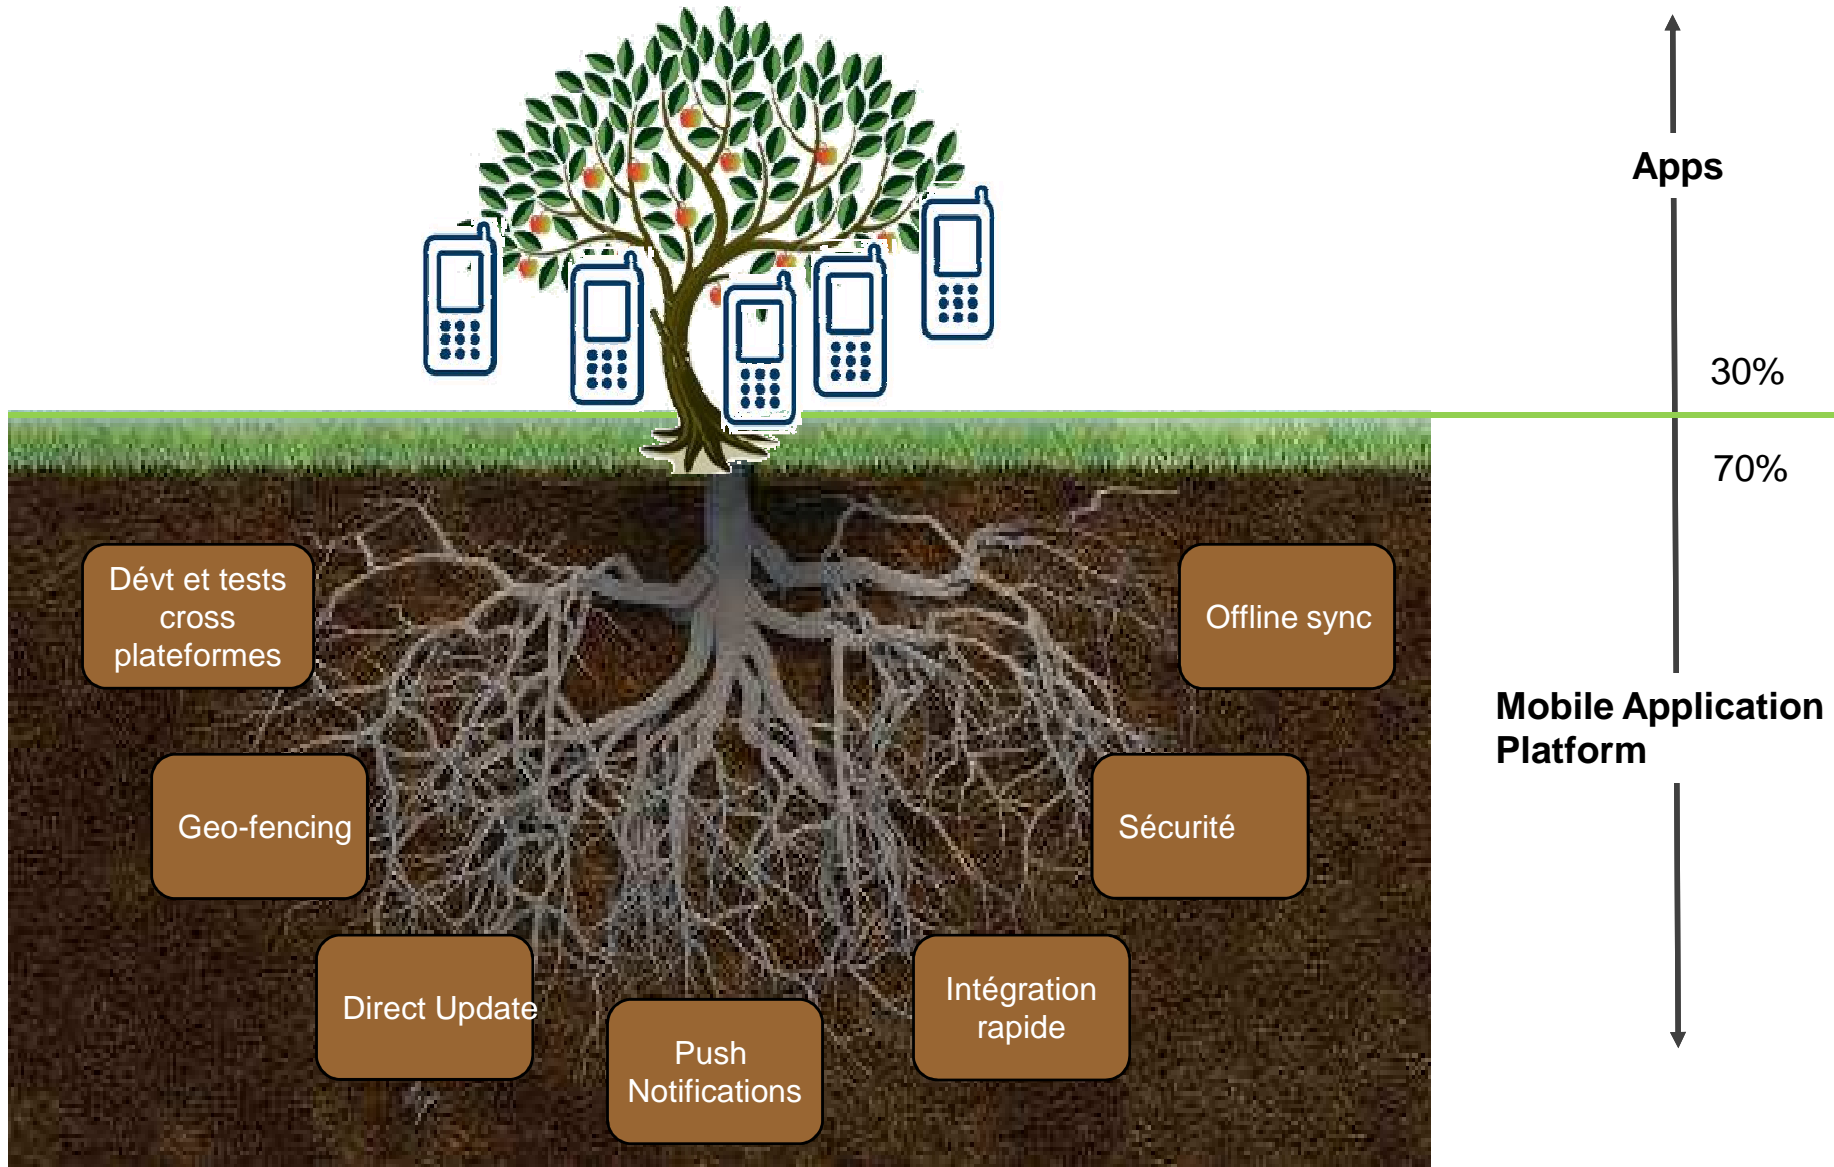 Apps
30%
70%
Dévt et tests
cross
plateformes
Offline sync
Mobile Application
Platform
Geo-fencing
Sécurité
Direct Update
Intégration
rapide
Push
Notifications